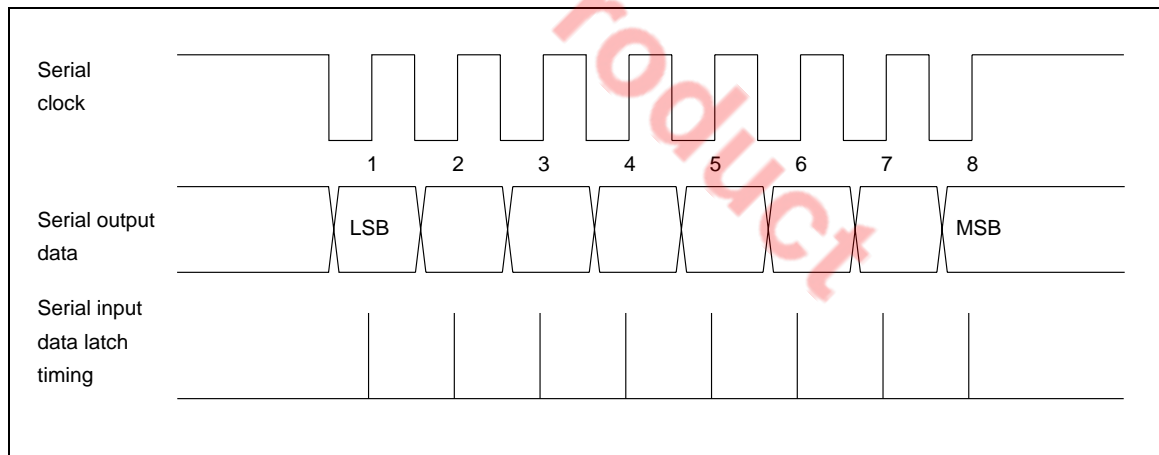 Serial
clock
1 2 3 4 5 6 7 8
Serial output
data
LSB
MSB
Serial input
data latch
timing
roduct